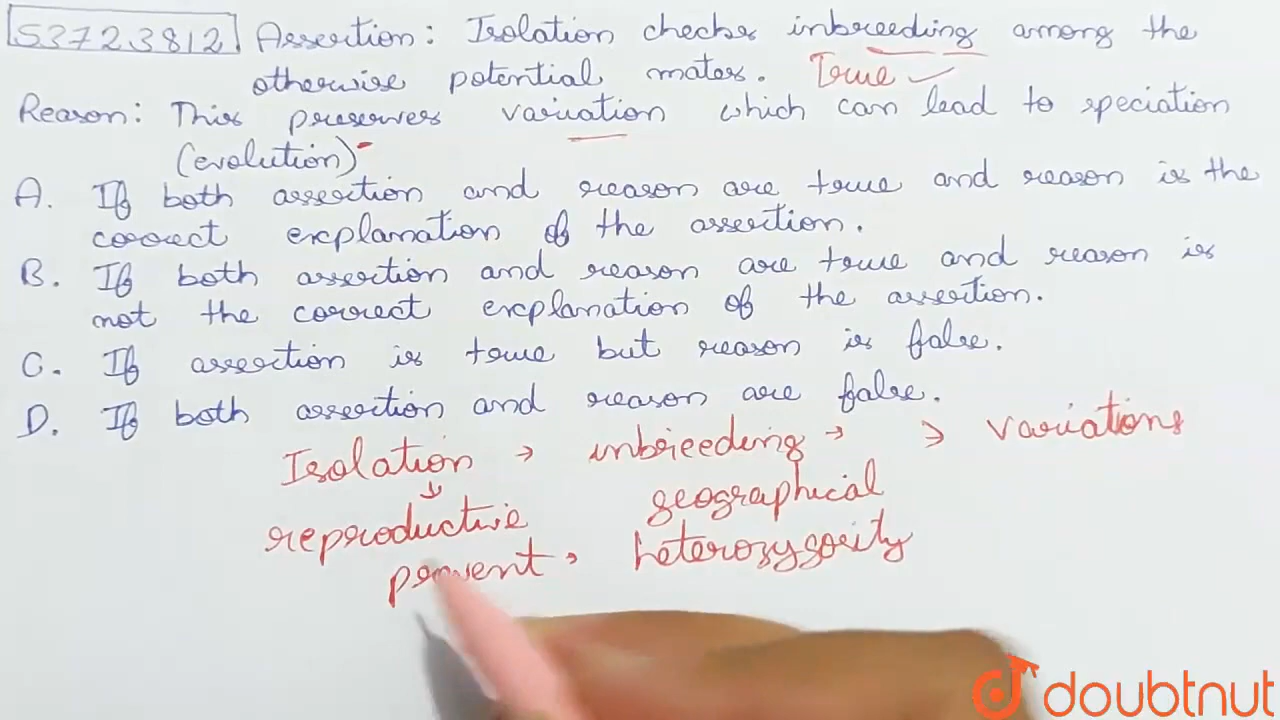 53723812 Assertion: Isolation checks inbreeding among the
otherwise potential mates. True
Reason: This preserves variation which can lead to speciation
(evolution)
A. If both assertion and reason are true and reason is the
correct explanation of the assertion.
B. If both assertion and reason are true and reason is
not the correct explanation of the assertion.
C. If assertion is true but reason is false.
D. If both assertion and reason are false.
Isolation → inbreeding → → variations
reproductive geographical
prevent heterozygosity
doubtnut